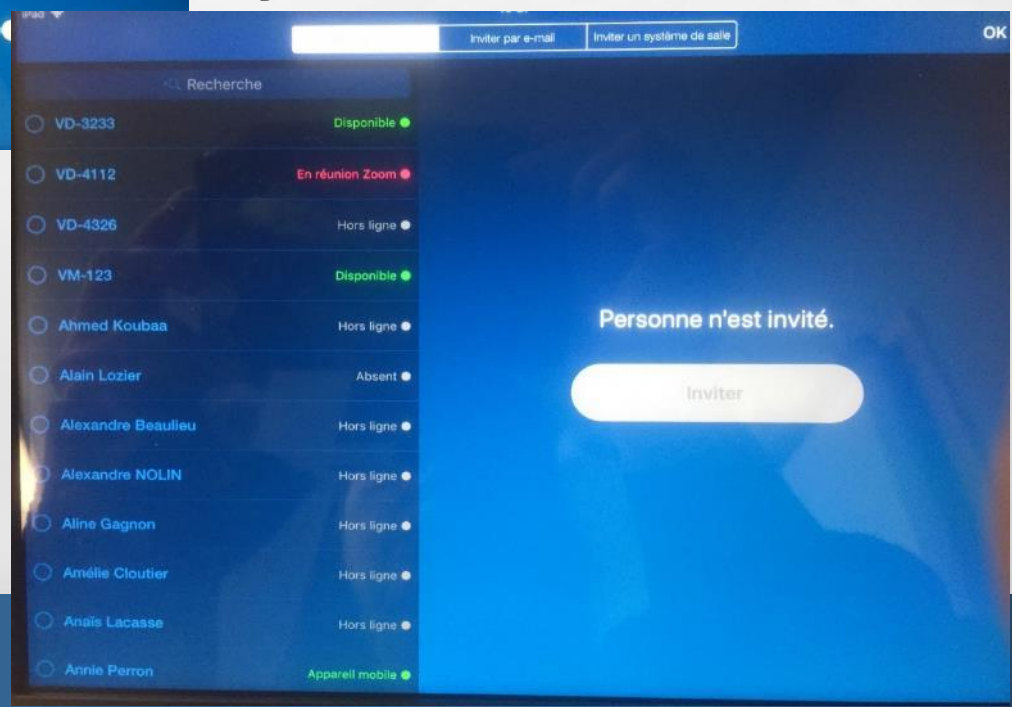 iPad
Inviter par e-mail
Inviter un système de salle
OK
Recherche
VD-3233 Disponible
VD-4112 En réunion Zoom
VD-4326 Hors ligne
VM-123 Disponible
Ahmed Koubaa Hors ligne
Alain Lozier Absent
Alexandre Beaulieu Hors ligne
Alexandre NOLIN Hors ligne
Aline Gagnon Hors ligne
Amélie Cloutier Hors ligne
Anaïs Lacasse Hors ligne
Annie Perron Appareil mobile
Personne n'est invité.
Inviter